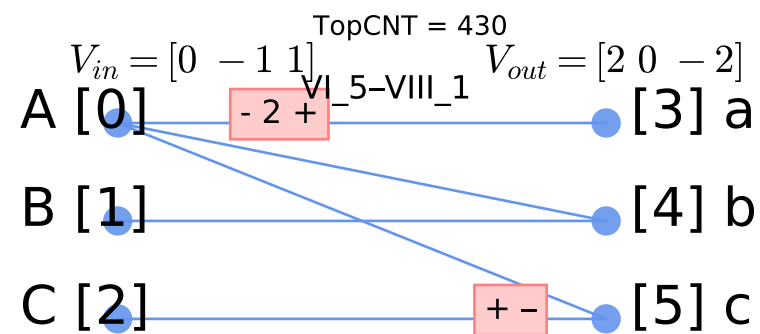 TopCNT = 430
V_in = [0 − 1 1]
V_out = [2 0 − 2]
VI_5–VIII_1
A [0]
- 2 +
[3] a
B [1]
[4] b
C [2]
+ –
[5] c